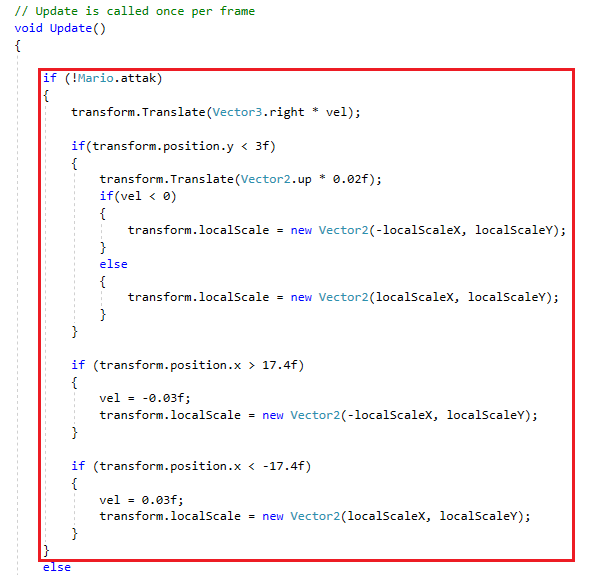 // Update is called once per frame
void Update()
{
if (!Mario.attak)
{
transform.Translate(Vector3.right * vel);
if(transform.position.y < 3f)
{
transform.Translate(Vector2.up * 0.02f);
if(vel < 0)
{
transform.localScale = new Vector2(-localScaleX, localScaleY);
}
else
{
transform.localScale = new Vector2(localScaleX, localScaleY);
}
}
if (transform.position.x > 17.4f)
{
vel = -0.03f;
transform.localScale = new Vector2(-localScaleX, localScaleY);
}
if (transform.position.x < -17.4f)
{
vel = 0.03f;
transform.localScale = new Vector2(localScaleX, localScaleY);
}
}
else